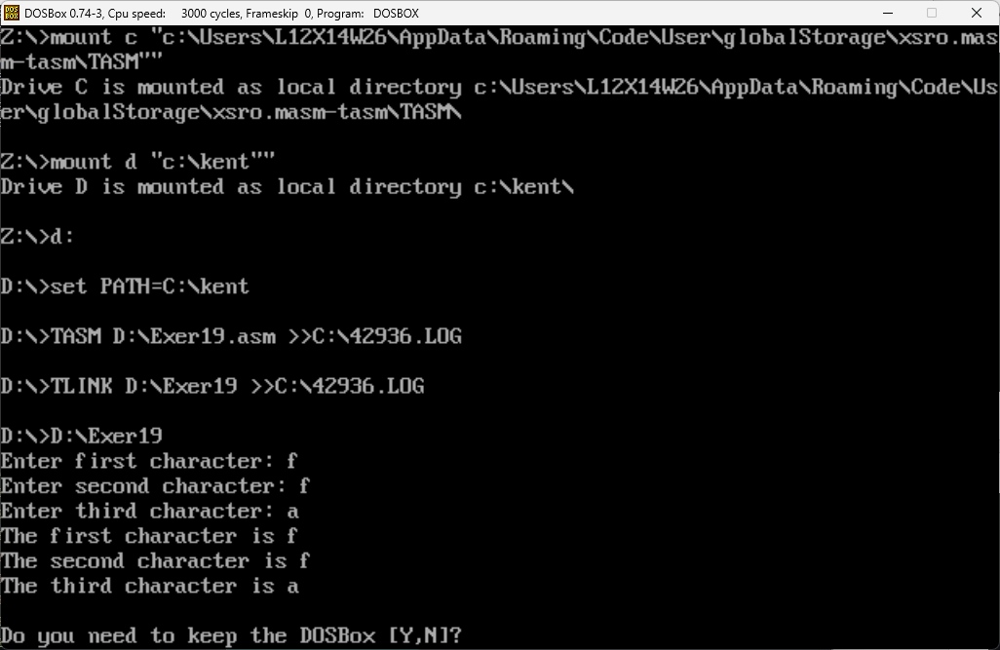 DOSBox 0.74-3, Cpu speed:    3000 cycles, Frameskip  0, Program:   DOSBOX
Z:\>mount c "c:\Users\L12X14W26\AppData\Roaming\Code\User\globalStorage\xsro.mas
m-tasm\TASM""
Drive C is mounted as local directory c:\Users\L12X14W26\AppData\Roaming\Code\Us
er\globalStorage\xsro.masm-tasm\TASM\
Z:\>mount d "c:\kent""
Drive D is mounted as local directory c:\kent\
Z:\>d:
D:\>set PATH=C:\kent
D:\>TASM D:\Exer19.asm >>C:\42936.LOG
D:\>TLINK D:\Exer19 >>C:\42936.LOG
D:\>D:\Exer19
Enter first character: f
Enter second character: f
Enter third character: a
The first character is f
The second character is f
The third character is a
Do you need to keep the DOSBox [Y,N]?